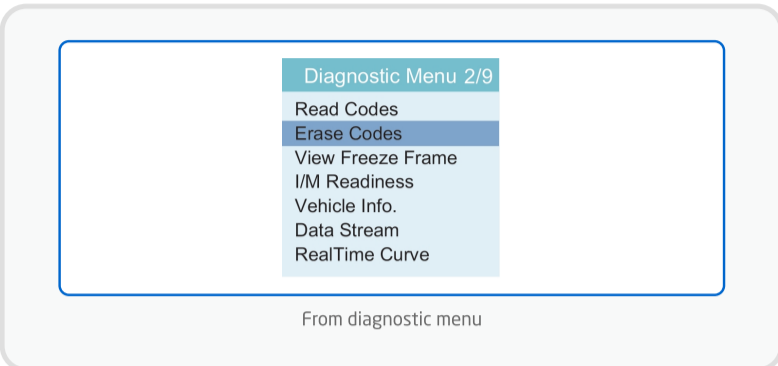 Diagnostic Menu 2/9
Read Codes
Erase Codes
View Freeze Frame
I/M Readiness
Vehicle Info.
Data Stream
RealTime Curve
From diagnostic menu